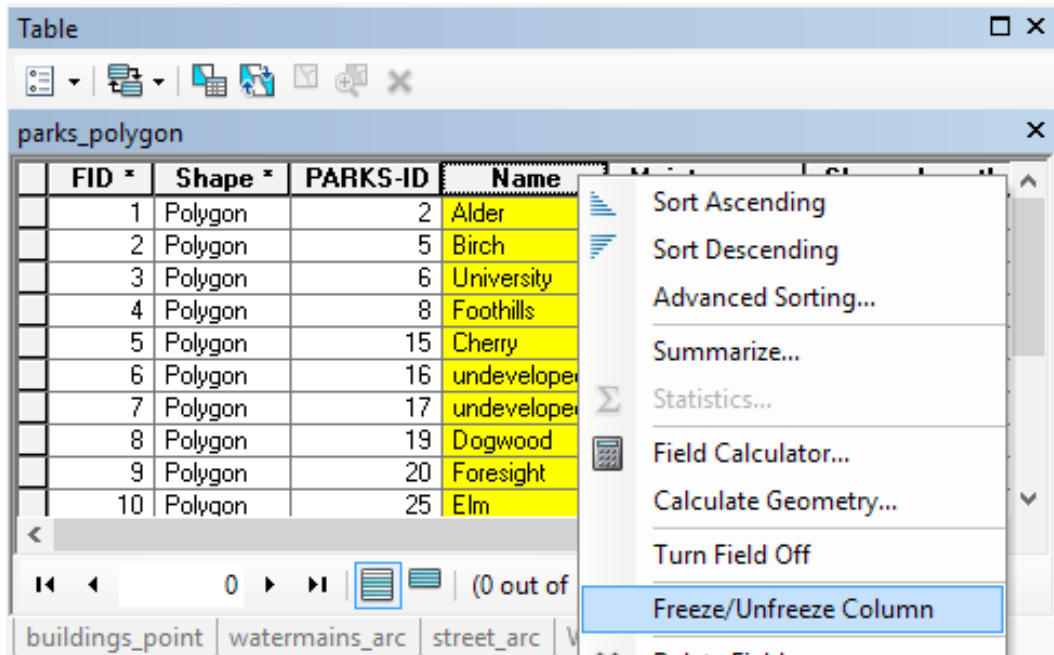 Table
parks_polygon
FID * Shape * PARKS-ID Name
1 Polygon 2 Alder
2 Polygon 5 Birch
3 Polygon 6 University
4 Polygon 8 Foothills
5 Polygon 15 Cherry
6 Polygon 16
7 Polygon 17
8 Polygon 19 Dogwood
9 Polygon 20 Foresight
10 Polygon 25 Elm
Sort Ascending
Sort Descending
Advanced Sorting...
Summarize...
Statistics...
Field Calculator...
Calculate Geometry...
Turn Field Off
Freeze/Unfreeze Column
0 (0 out of
buildings_point watermains_arc street_arc